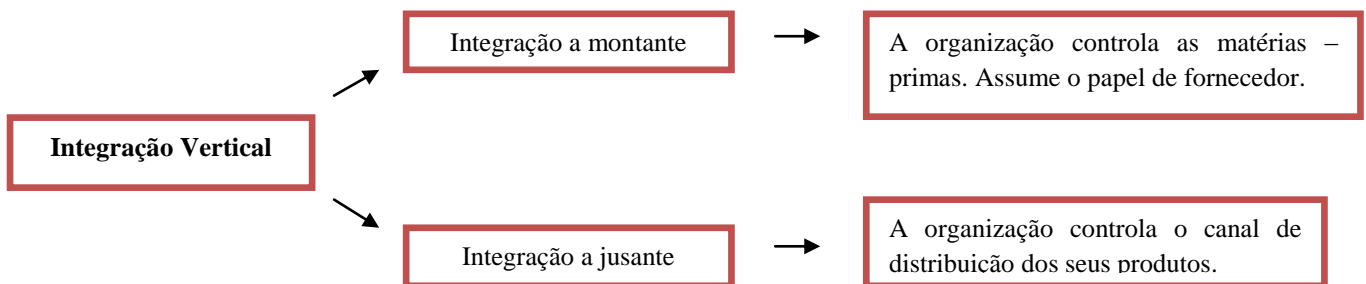 Integração a montante
A organização controla as matérias –
primas. Assume o papel de fornecedor.
Integração Vertical
Integração a jusante
A organização controla o canal de
distribuição dos seus produtos.